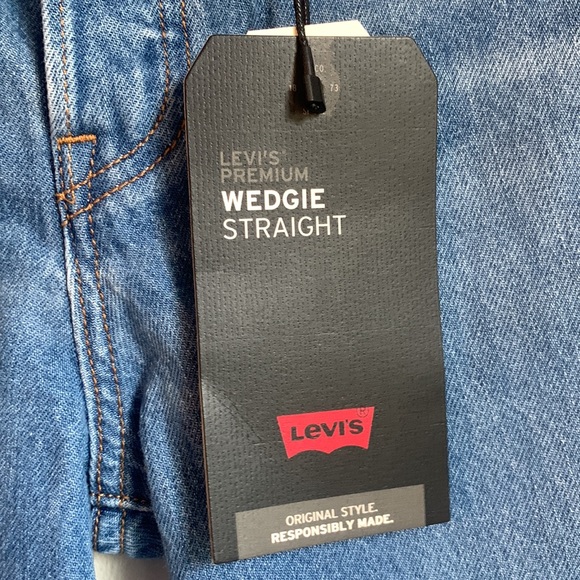 LEVI'S®
PREMIUM
WEDGIE
STRAIGHT
Levi's®
ORIGINAL STYLE.
RESPONSIBLY MADE.